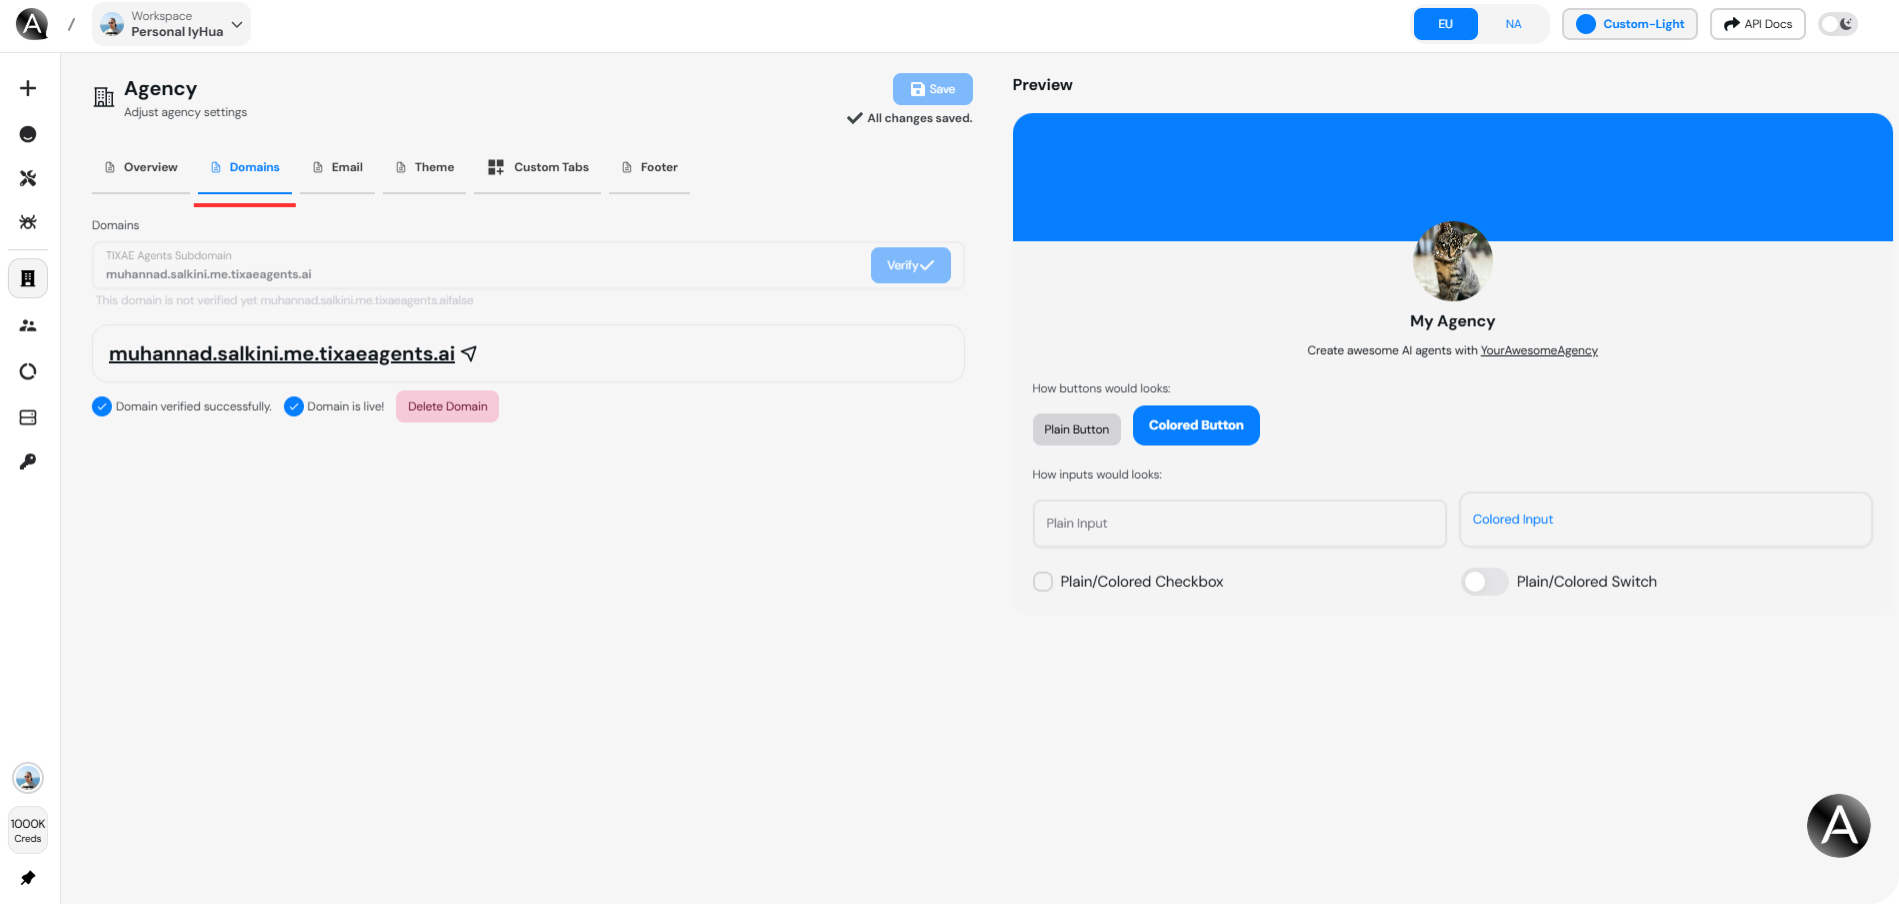 A / Workspace
Personal IyHua
EU NA Custom-Light API Docs
Agency
Adjust agency settings
Save
All changes saved.
Overview Domains Email Theme Custom Tabs Footer
Domains
TIXAE Agents Subdomain
muhannad.salkini.me.tixaeagents.ai
Verify
This domain is not verified yet muhannad.salkini.me.tixaeagents.aifalse
muhannad.salkini.me.tixaeagents.ai
Domain verified successfully. Domain is live! Delete Domain
1000K
Creds
Preview
My Agency
Create awesome AI agents with YourAwesomeAgency
How buttons would looks:
Plain Button Colored Button
How inputs would looks:
Plain Input Colored Input
Plain/Colored Checkbox Plain/Colored Switch
A